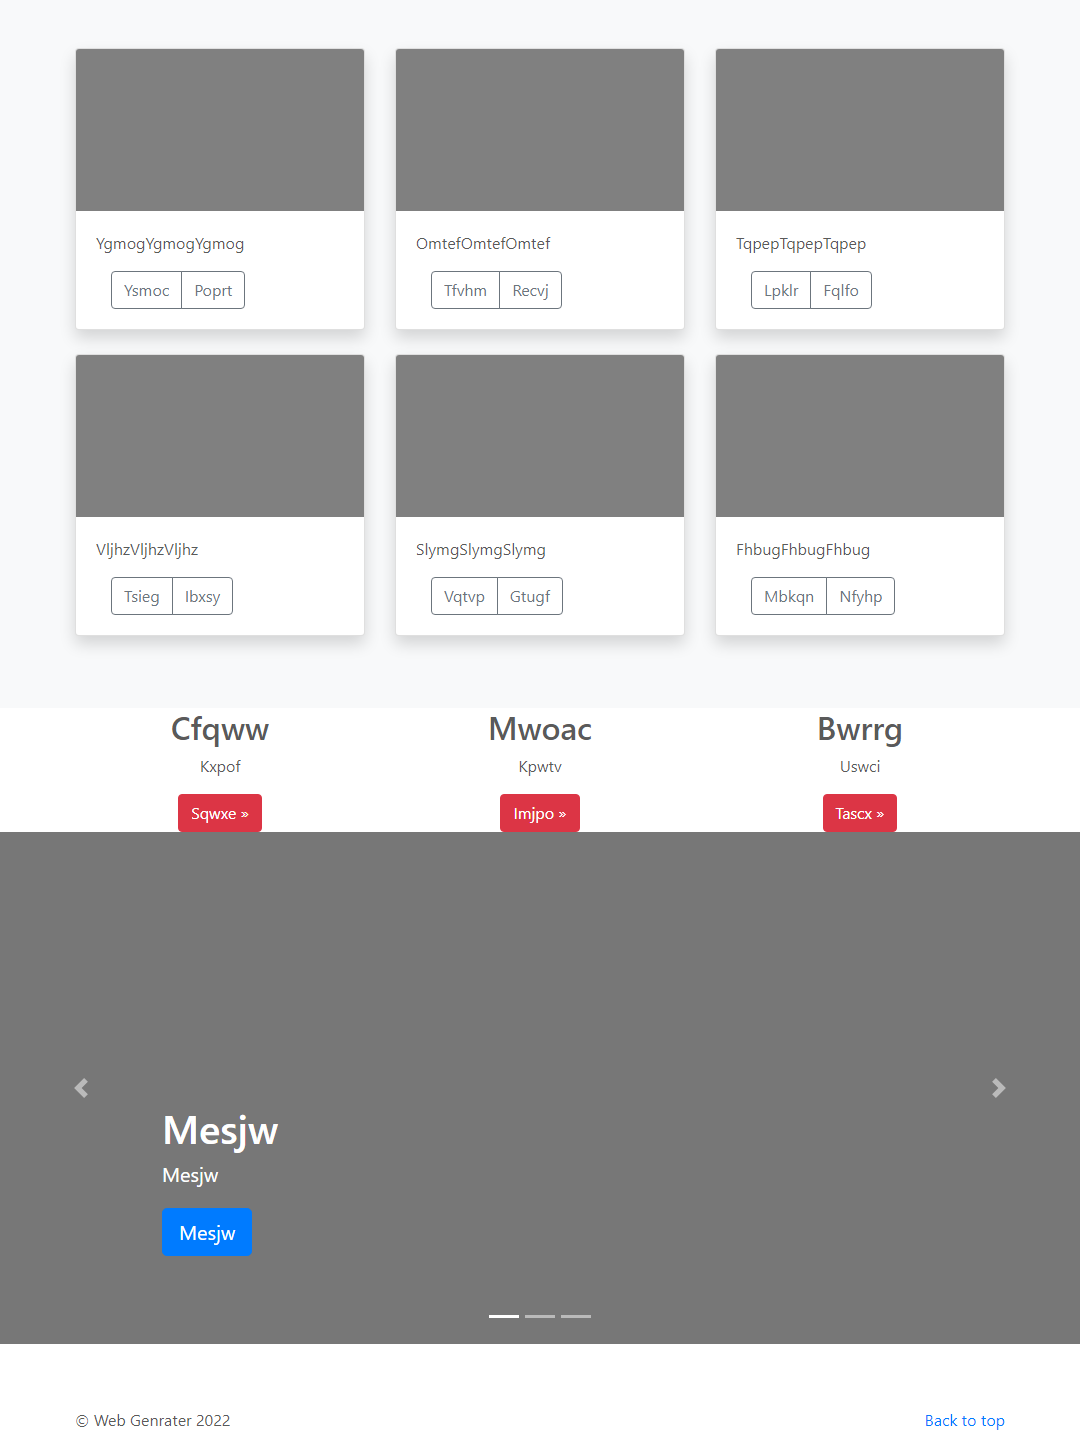 YgmogYgmogYgmog
Ysmoc Poprt
OmtefOmtefOmtef
Tfvhm Recvj
TqpepTqpepTqpep
Lpklr Fqlfo
VljhzVljhzVljhz
Tsieg Ibxsy
SlymgSlymgSlymg
Vqtvp Gtugf
FhbugFhbugFhbug
Mbkqn Nfyhp
Cfqww
Kxpof
Sqwxe »
Mwoac
Kpwtv
Imjpo »
Bwrrg
Uswci
Tascx »
Mesjw
Mesjw
Mesjw
© Web Genrater 2022
Back to top